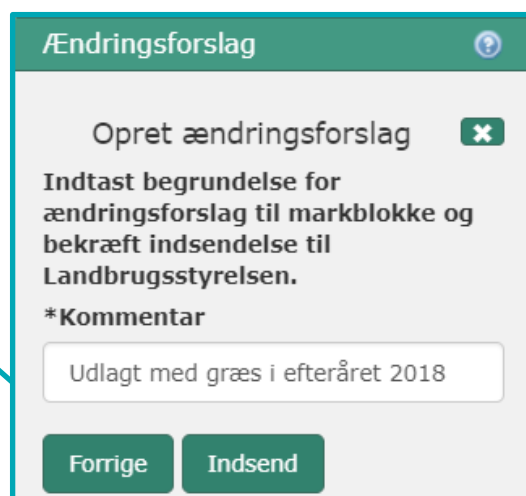 Ændringsforslag
Opret ændringsforslag
Indtast begrundelse for
ændringsforslag til markblokke og
bekræft indsendelse til
Landbrugsstyrelsen.
*Kommentar
Udlagt med græs i efteråret 2018
Forrige Indsend